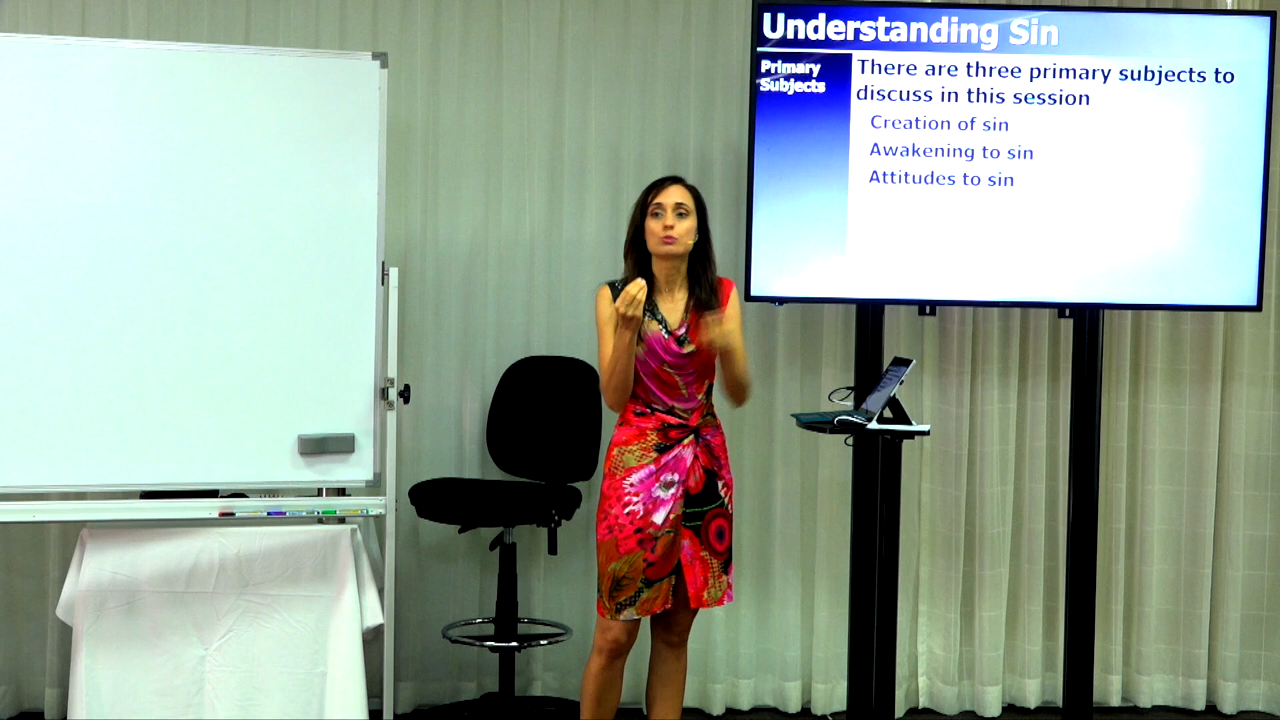 Understanding Sin
Primary
Subjects
There are three primary subjects to
discuss in this session
Creation of sin
Awakening to sin
Attitudes to sin